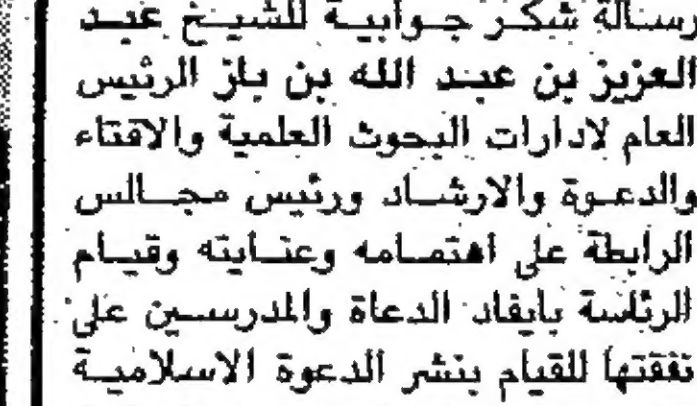 رسالة شكر جوابية للشيخ عبد
العزيز بن عبد الله بن باز الرئيس
العام لادارات البحوث العلمية والافتاء
والدعوة والارشاد ورئيس مجالس
الرابطة على اهتمامه وعنايته وقيام
الرئاسة بايفاد الدعاة والمدرسين على
نفقتها للقيام بنشر الدعوة الاسلامية